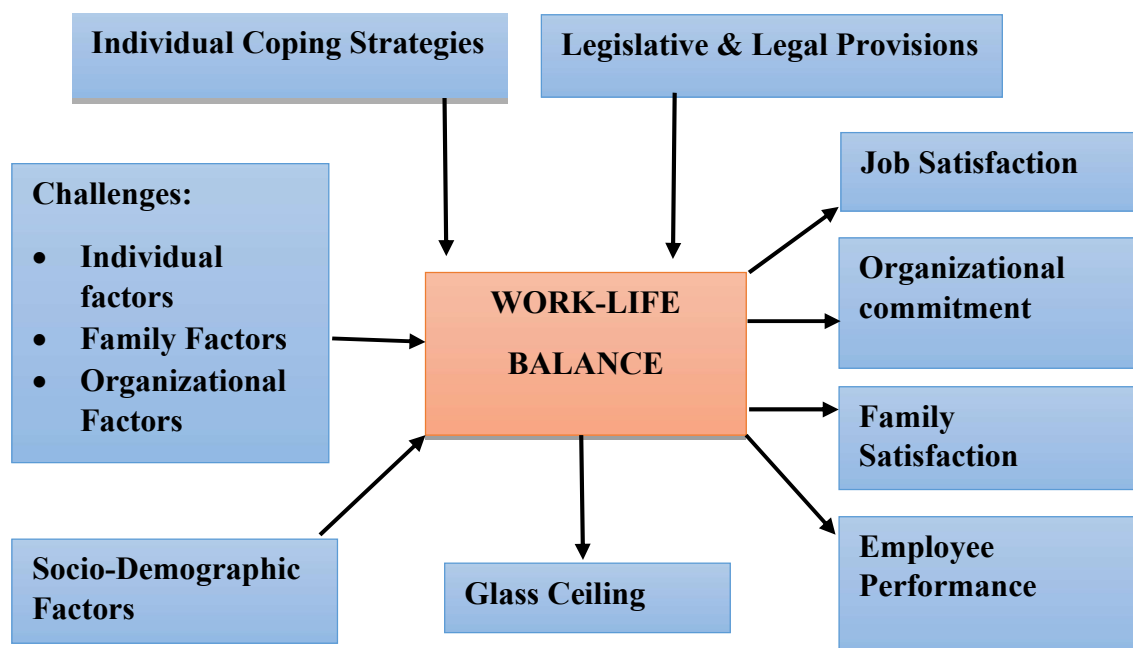 Individual Coping Strategies
Legislative & Legal Provisions
Challenges:
• Individual
factors
• Family Factors
• Organizational
Factors
Socio-Demographic
Factors
WORK-LIFE
BALANCE
Glass Ceiling
Job Satisfaction
Organizational
commitment
Family
Satisfaction
Employee
Performance